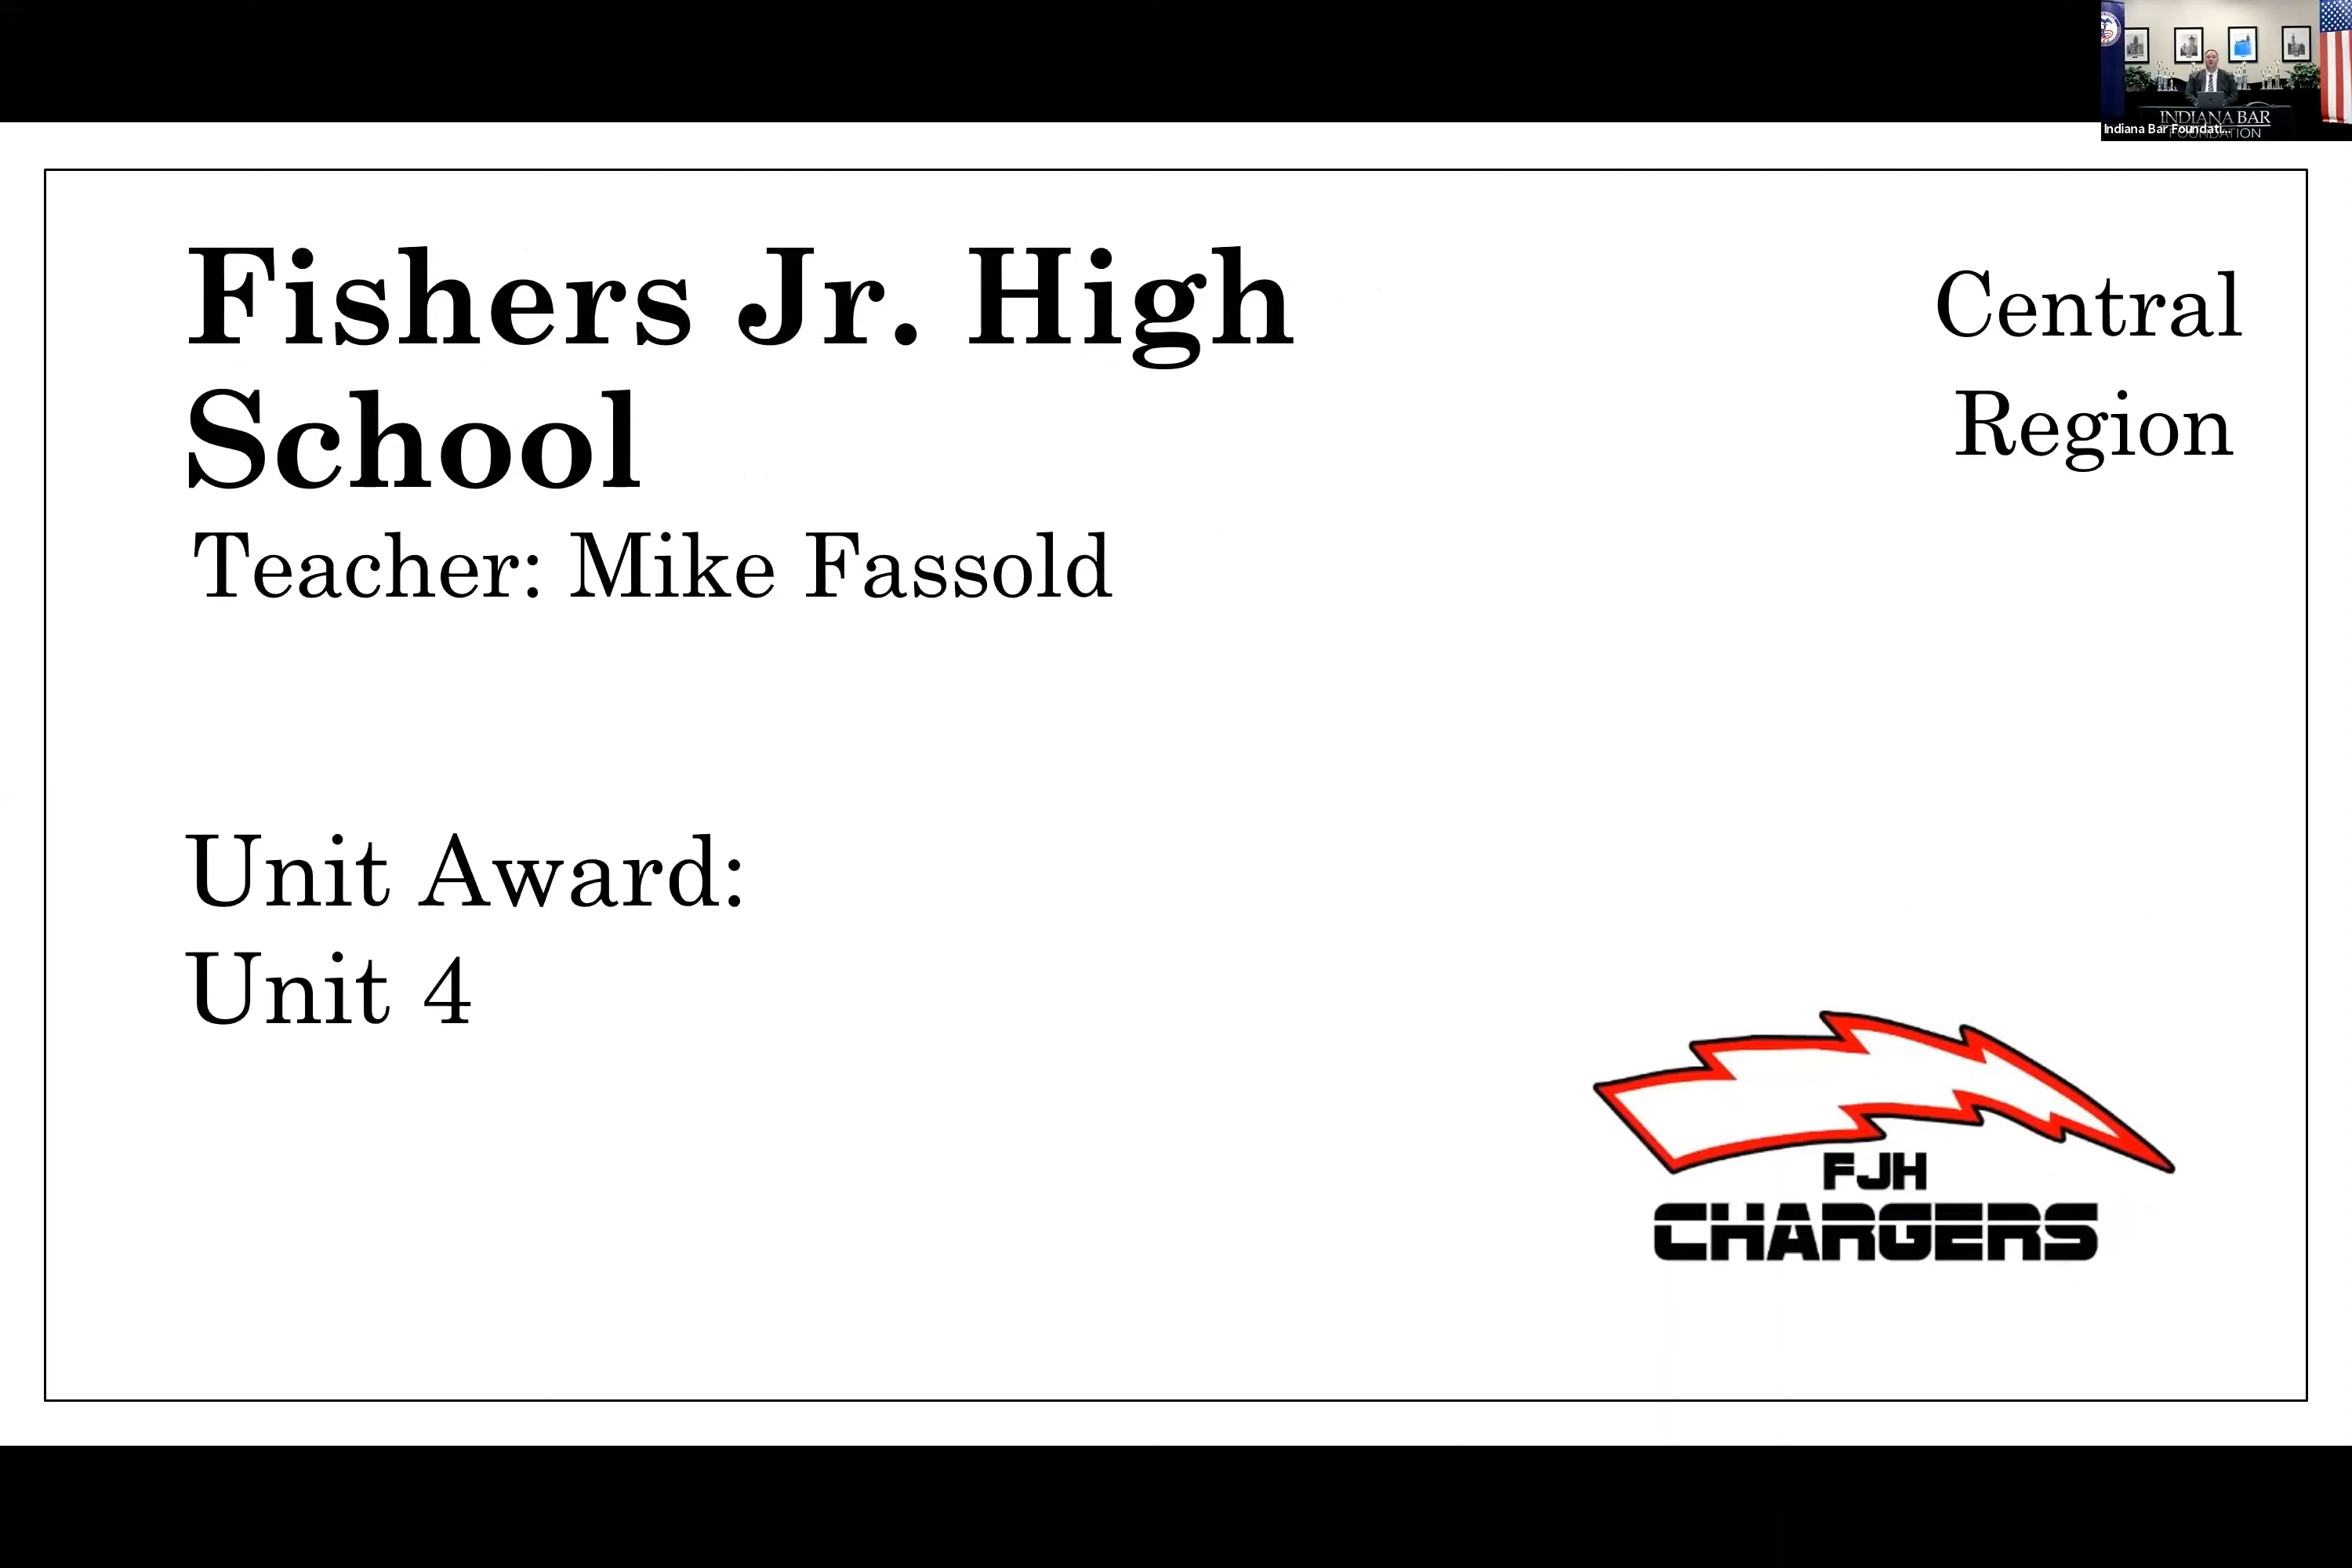 INDIANA BAR
FOUNDATION
Indiana Bar Foundati...
Fishers Jr. High
School
Central
Region
Teacher: Mike Fassold
Unit Award:
Unit 4
FJH
CHARGERS